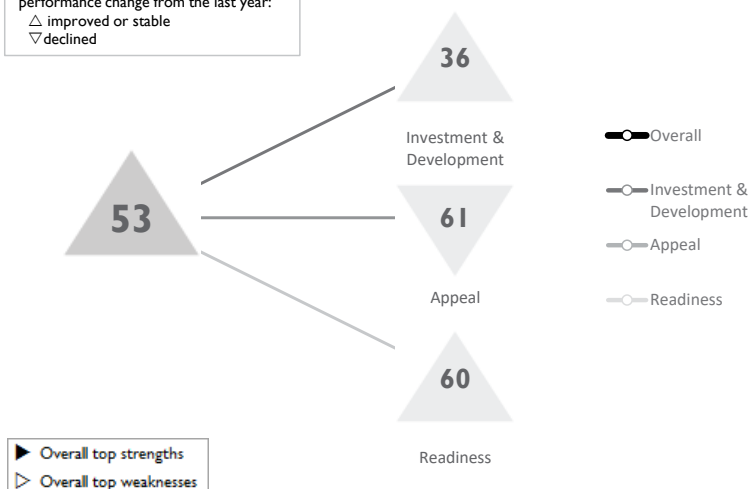 performance change from the last year:
△ improved or stable
▽ declined
53
36
Investment &
Development
61
Appeal
60
Readiness
Overall
Investment &
Development
Appeal
Readiness
▶ Overall top strengths
▷ Overall top weaknesses